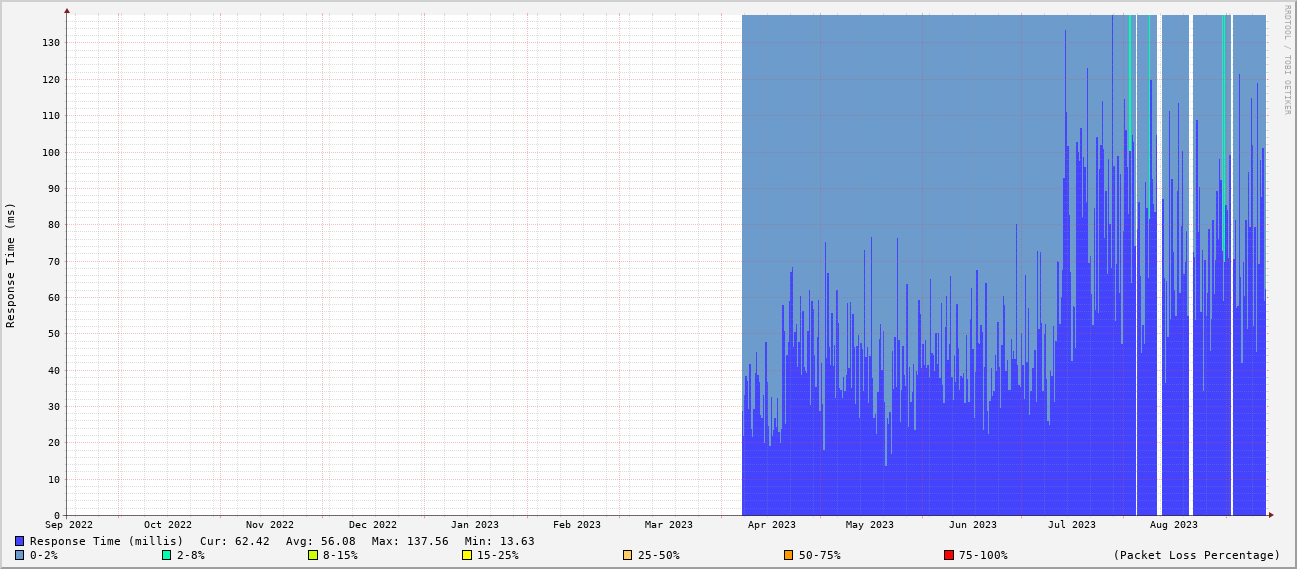 RRDTOOL / TOBI OETIKER
Response Time (ms)
130
120
110
100
90
80
70
60
50
40
30
20
10
0
Sep 2022 Oct 2022 Nov 2022 Dec 2022 Jan 2023 Feb 2023 Mar 2023 Apr 2023 May 2023 Jun 2023 Jul 2023 Aug 2023
Response Time (millis) Cur: 62.42 Avg: 56.08 Max: 137.56 Min: 13.63
0-2% 2-8% 8-15% 15-25% 25-50% 50-75% 75-100% (Packet Loss Percentage)